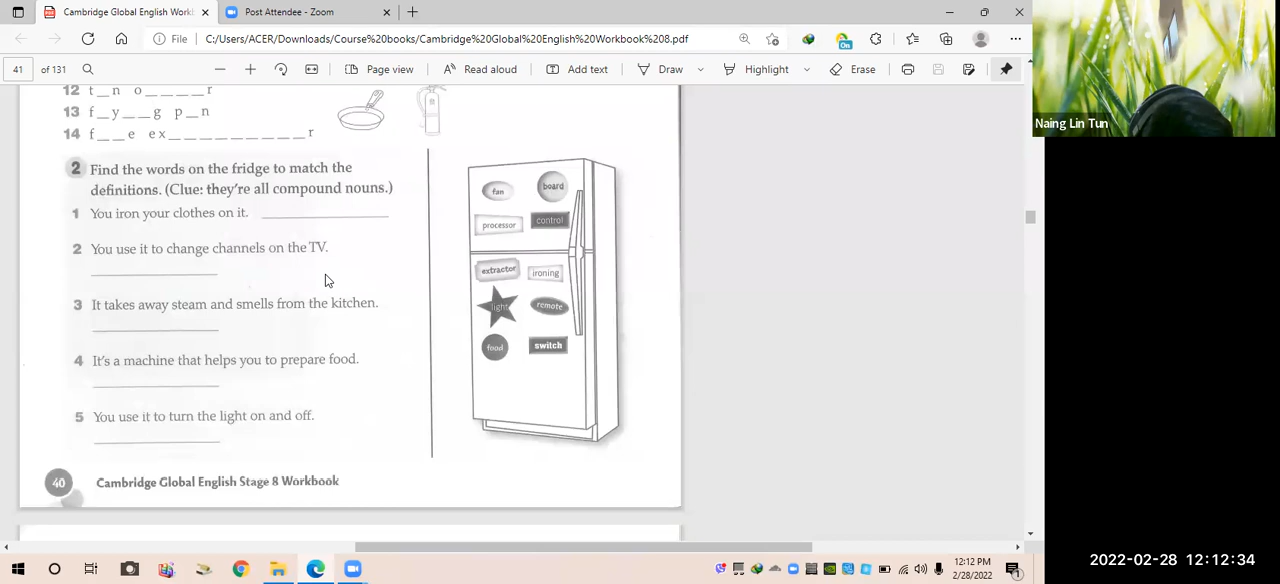 Cambridge Global English Workb
Post Attendee - Zoom
File
C:/Users/ACER/Downloads/Course%20books/Cambridge%20Global%20English%20Workbook%208.pdf
On
41 of 131
Page view
Read aloud
Add text
Draw
Highlight
Erase
Naing Lin Tun
12 t_n o_____r
13 f_y___g p__n
14 f___e ex__________r
2 Find the words on the fridge to match the
definitions. (Clue: they're all compound nouns.)
1 You iron your clothes on it.
2 You use it to change channels on the TV.
3 It takes away steam and smells from the kitchen.
4 It's a machine that helps you to prepare food.
5 You use it to turn the light on and off.
fan
board
processor
control
extractor
ironing
light
remote
food
switch
40 Cambridge Global English Stage 8 Workbook
12:12 PM
2/28/2022
2022-02-28 12:12:34